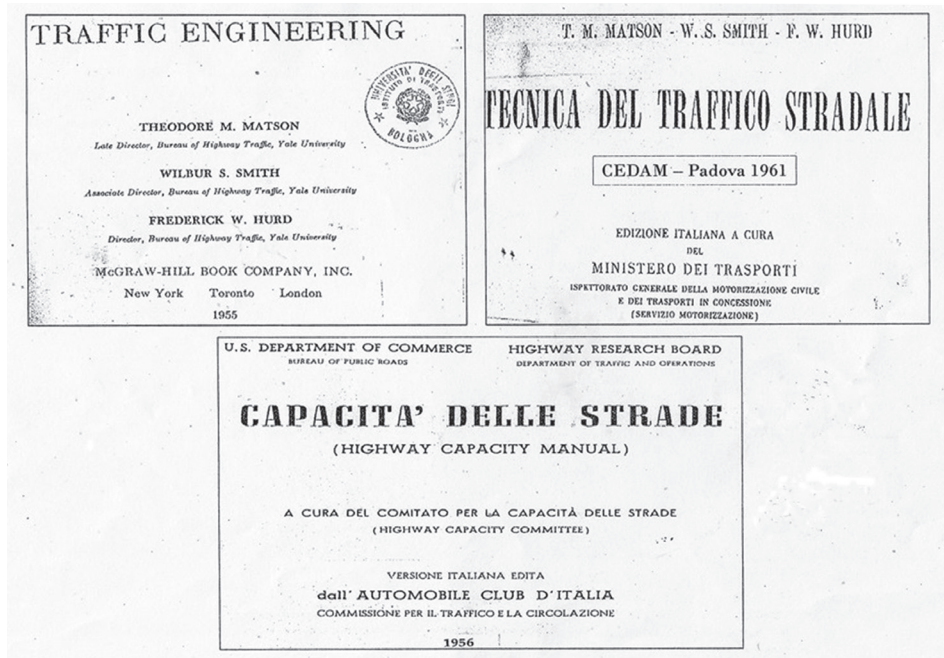 TRAFFIC ENGINEERING
UNIVERSITA' DEGLI STUDI
ISTITUTO DI TRASPORTI
BOLOGNA
THEODORE M. MATSON
Late Director, Bureau of Highway Traffic, Yale University
WILBUR S. SMITH
Associate Director, Bureau of Highway Traffic, Yale University
FREDERICK W. HURD
Director, Bureau of Highway Traffic, Yale University
McGRAW-HILL BOOK COMPANY, INC.
New York Toronto London
1955
T. M. MATSON - W. S. SMITH - F. W. HURD
TECNICA DEL TRAFFICO STRADALE
CEDAM – Padova 1961
EDIZIONE ITALIANA A CURA
DEL
MINISTERO DEI TRASPORTI
ISPETTORATO GENERALE DELLA MOTORIZZAZIONE CIVILE
E DEI TRASPORTI IN CONCESSIONE
(SERVIZIO MOTORIZZAZIONE)
U.S. DEPARTMENT OF COMMERCE
BUREAU OF PUBLIC ROADS
HIGHWAY RESEARCH BOARD
DEPARTMENT OF TRAFFIC AND OPERATIONS
CAPACITA' DELLE STRADE
(HIGHWAY CAPACITY MANUAL)
A CURA DEL COMITATO PER LA CAPACITÀ DELLE STRADE
(HIGHWAY CAPACITY COMMITTEE)
VERSIONE ITALIANA EDITA
dall' AUTOMOBILE CLUB D'ITALIA
COMMISSIONE PER IL TRAFFICO E LA CIRCOLAZIONE
1956